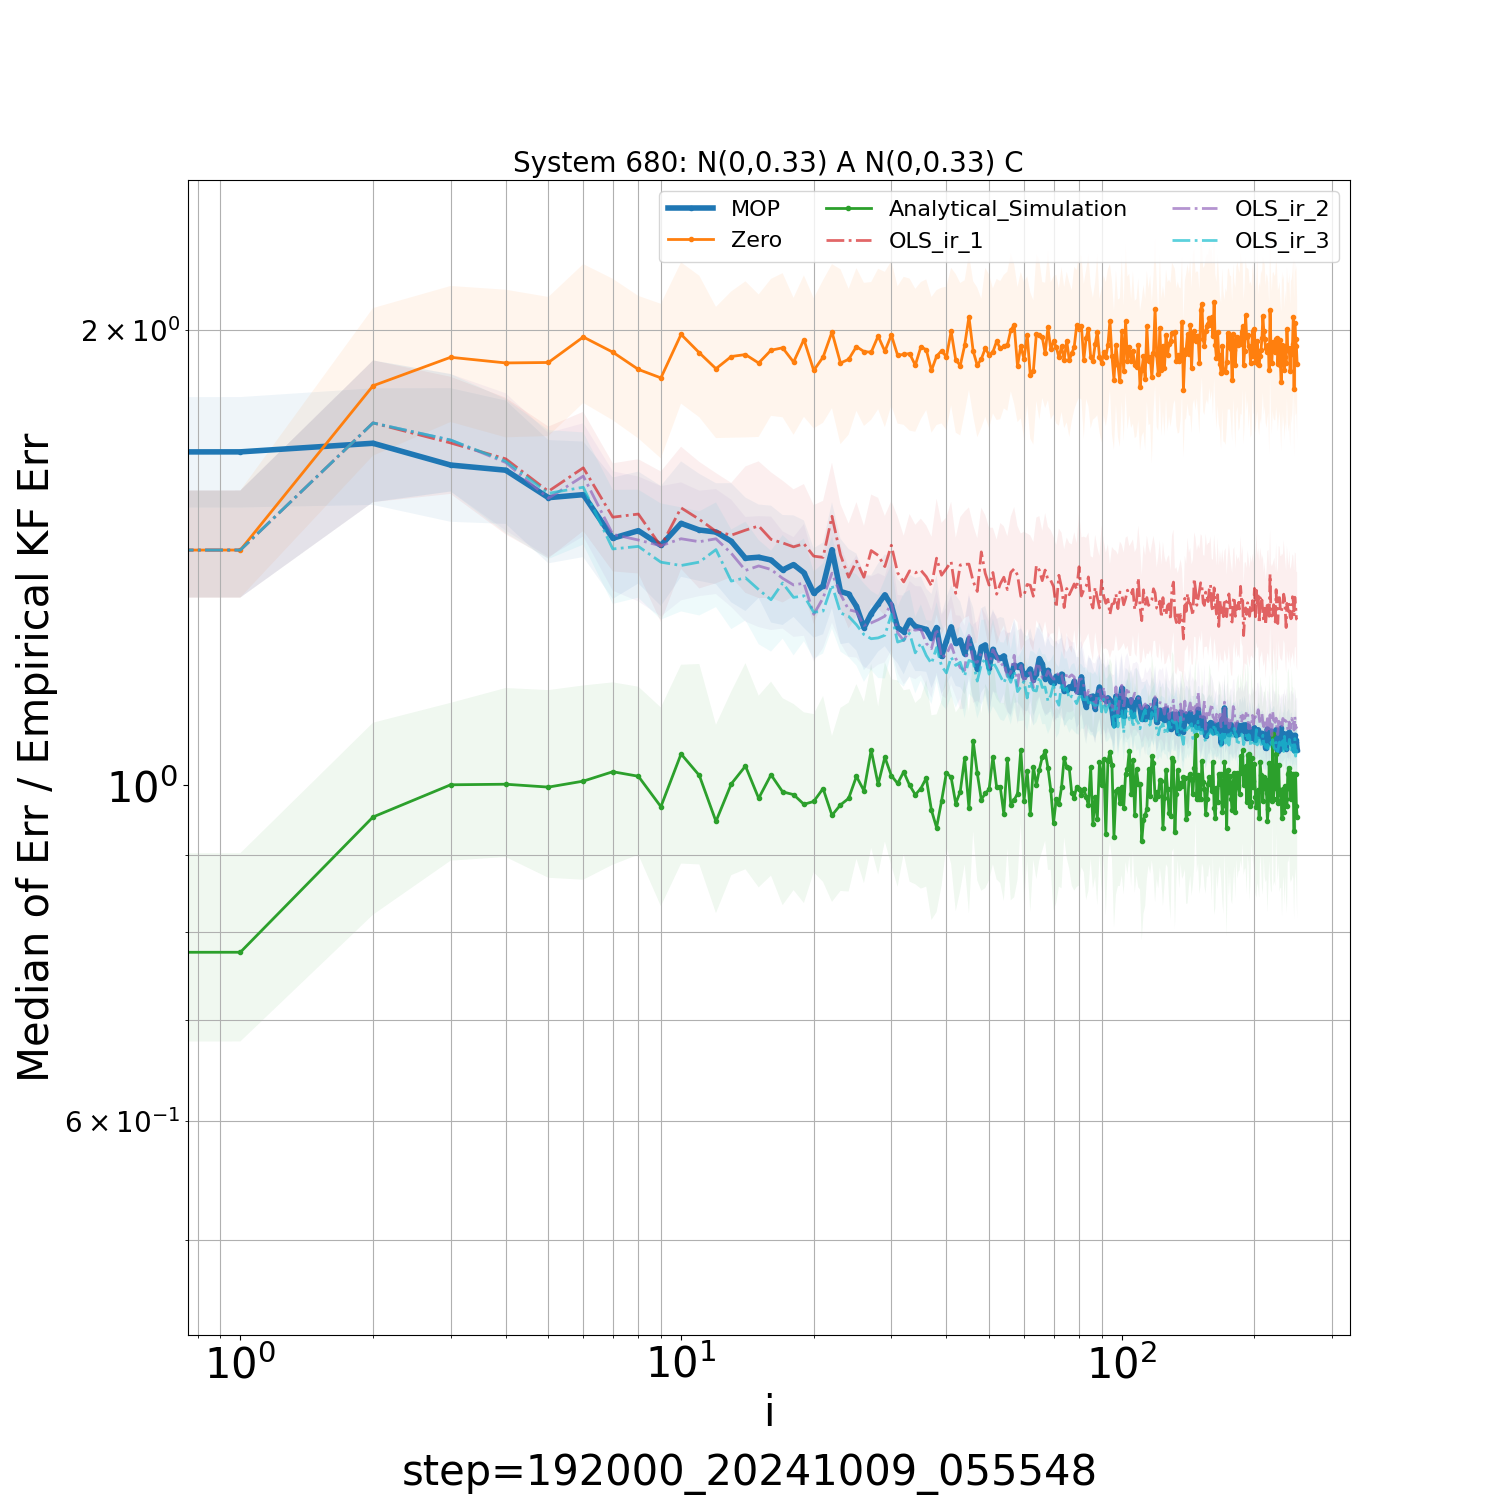 System 680: N(0,0.33) A N(0,0.33) C
MOP
Zero
Analytical_Simulation
OLS_ir_1
OLS_ir_2
OLS_ir_3
Median of Err / Empirical KF Err
2 × 10⁰
10⁰
6 × 10⁻¹
10⁰ 10¹ 10²
i
step=192000_20241009_055548